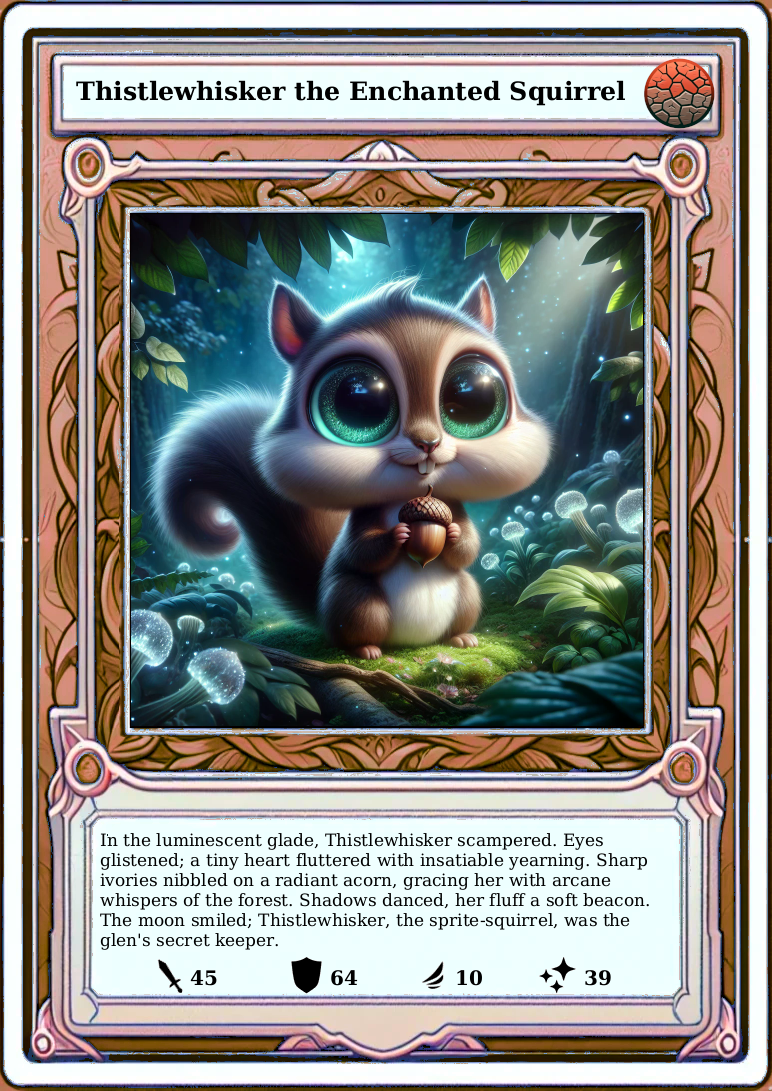 Thistlewhisker the Enchanted Squirrel
In the luminescent glade, Thistlewhisker scampered. Eyes
glistened; a tiny heart fluttered with insatiable yearning. Sharp
ivories nibbled on a radiant acorn, gracing her with arcane
whispers of the forest. Shadows danced, her fluff a soft beacon.
The moon smiled; Thistlewhisker, the sprite-squirrel, was the
glen's secret keeper.
45 64 10 39